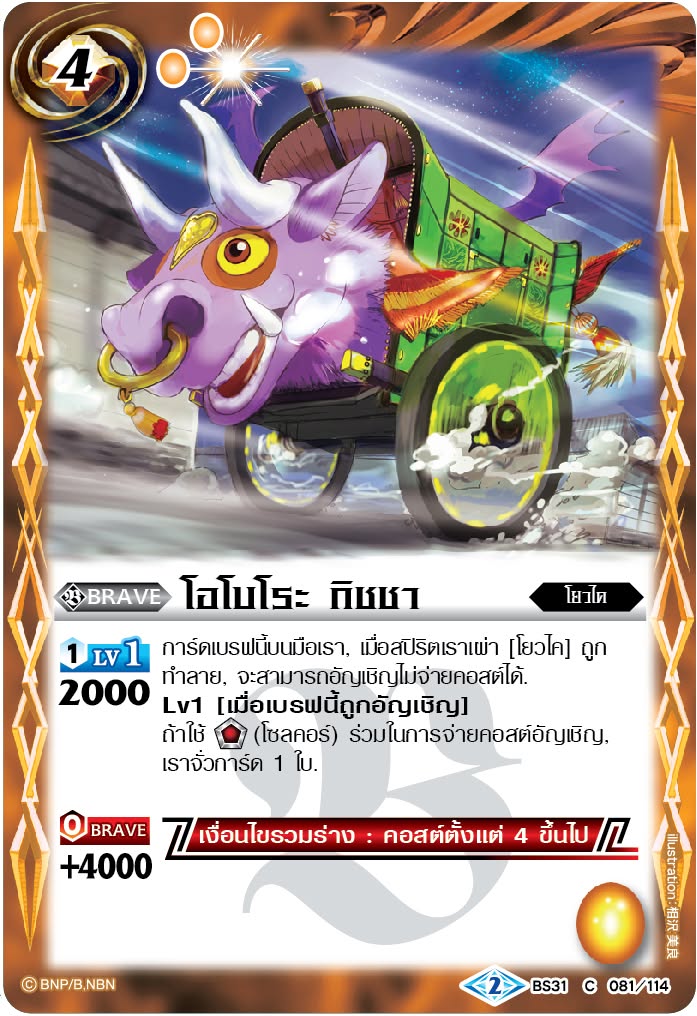 4
BRAVE โอโบโระ กิชชา โยวไค
1 LV1
2000
การ์ดเบรฟนี้บนมือเรา, เมื่อสปิริตเราเผ่า [โยวไค] ถูก
ทำลาย, จะสามารถอัญเชิญไม่จ่ายคอสต์ได้.
Lv1 [เมื่อเบรฟนี้ถูกอัญเชิญ]
ถ้าใช้ (โซลคอร์) ร่วมในการจ่ายคอสต์อัญเชิญ,
เราจั่วการ์ด 1 ใบ.
0 BRAVE
+4000
เงื่อนไขรวมร่าง : คอสต์ตั้งแต่ 4 ขึ้นไป
illustration : 相沢 美良
©BNP/B,NBN
2 BS31 C 081/114